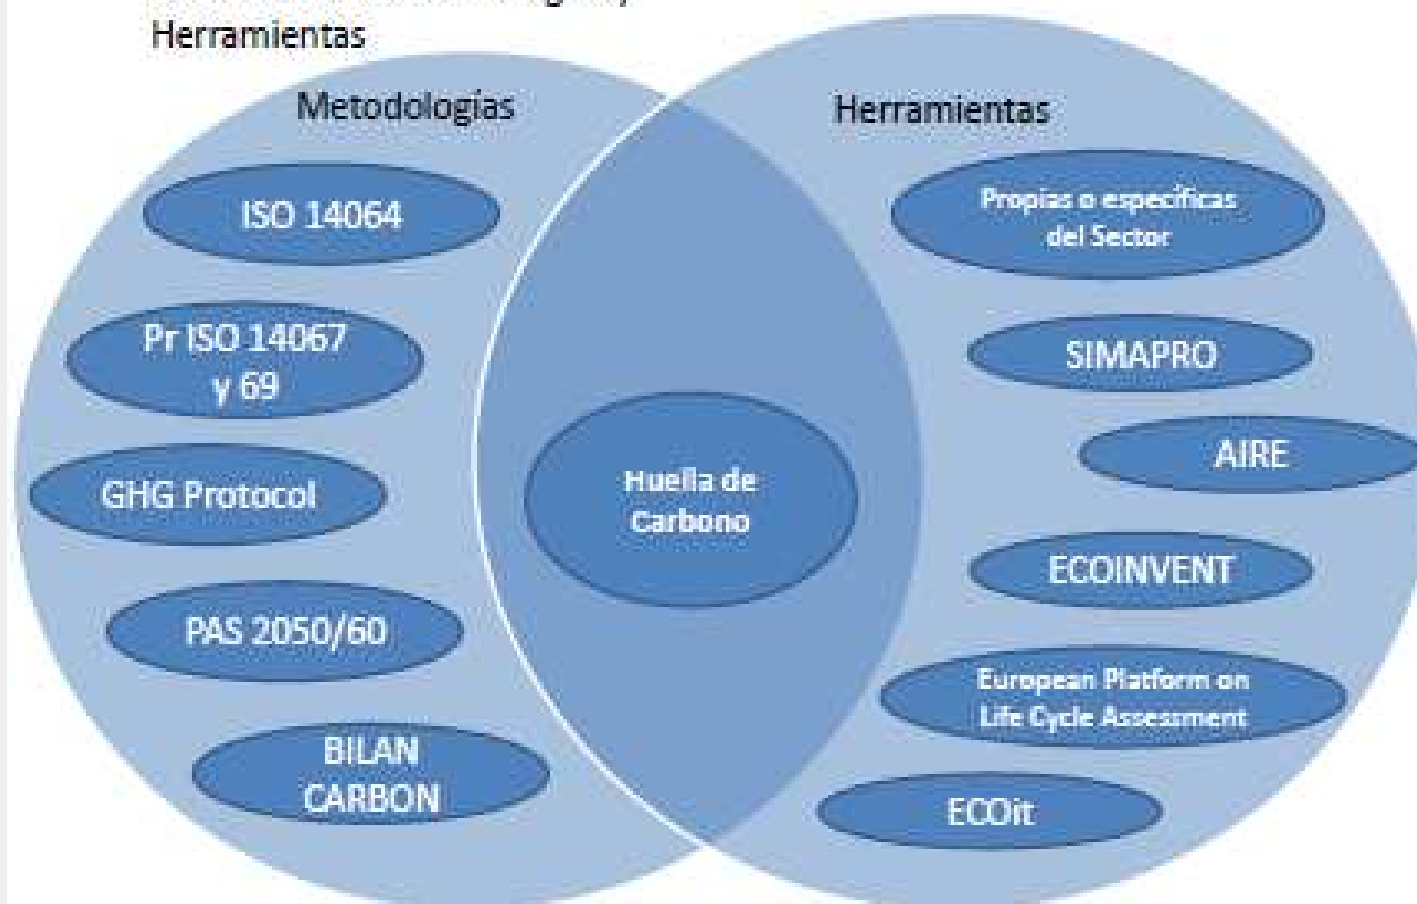 Herramientas
Metodologías
ISO 14064
Pr ISO 14067
y 69
GHG Protocol
PAS 2050/60
BILAN
CARBON
Huella de
Carbono
Herramientas
Propias o específicas
del Sector
SIMAPRO
AIRE
ECOINVENT
European Platform on
Life Cycle Assessment
ECOit